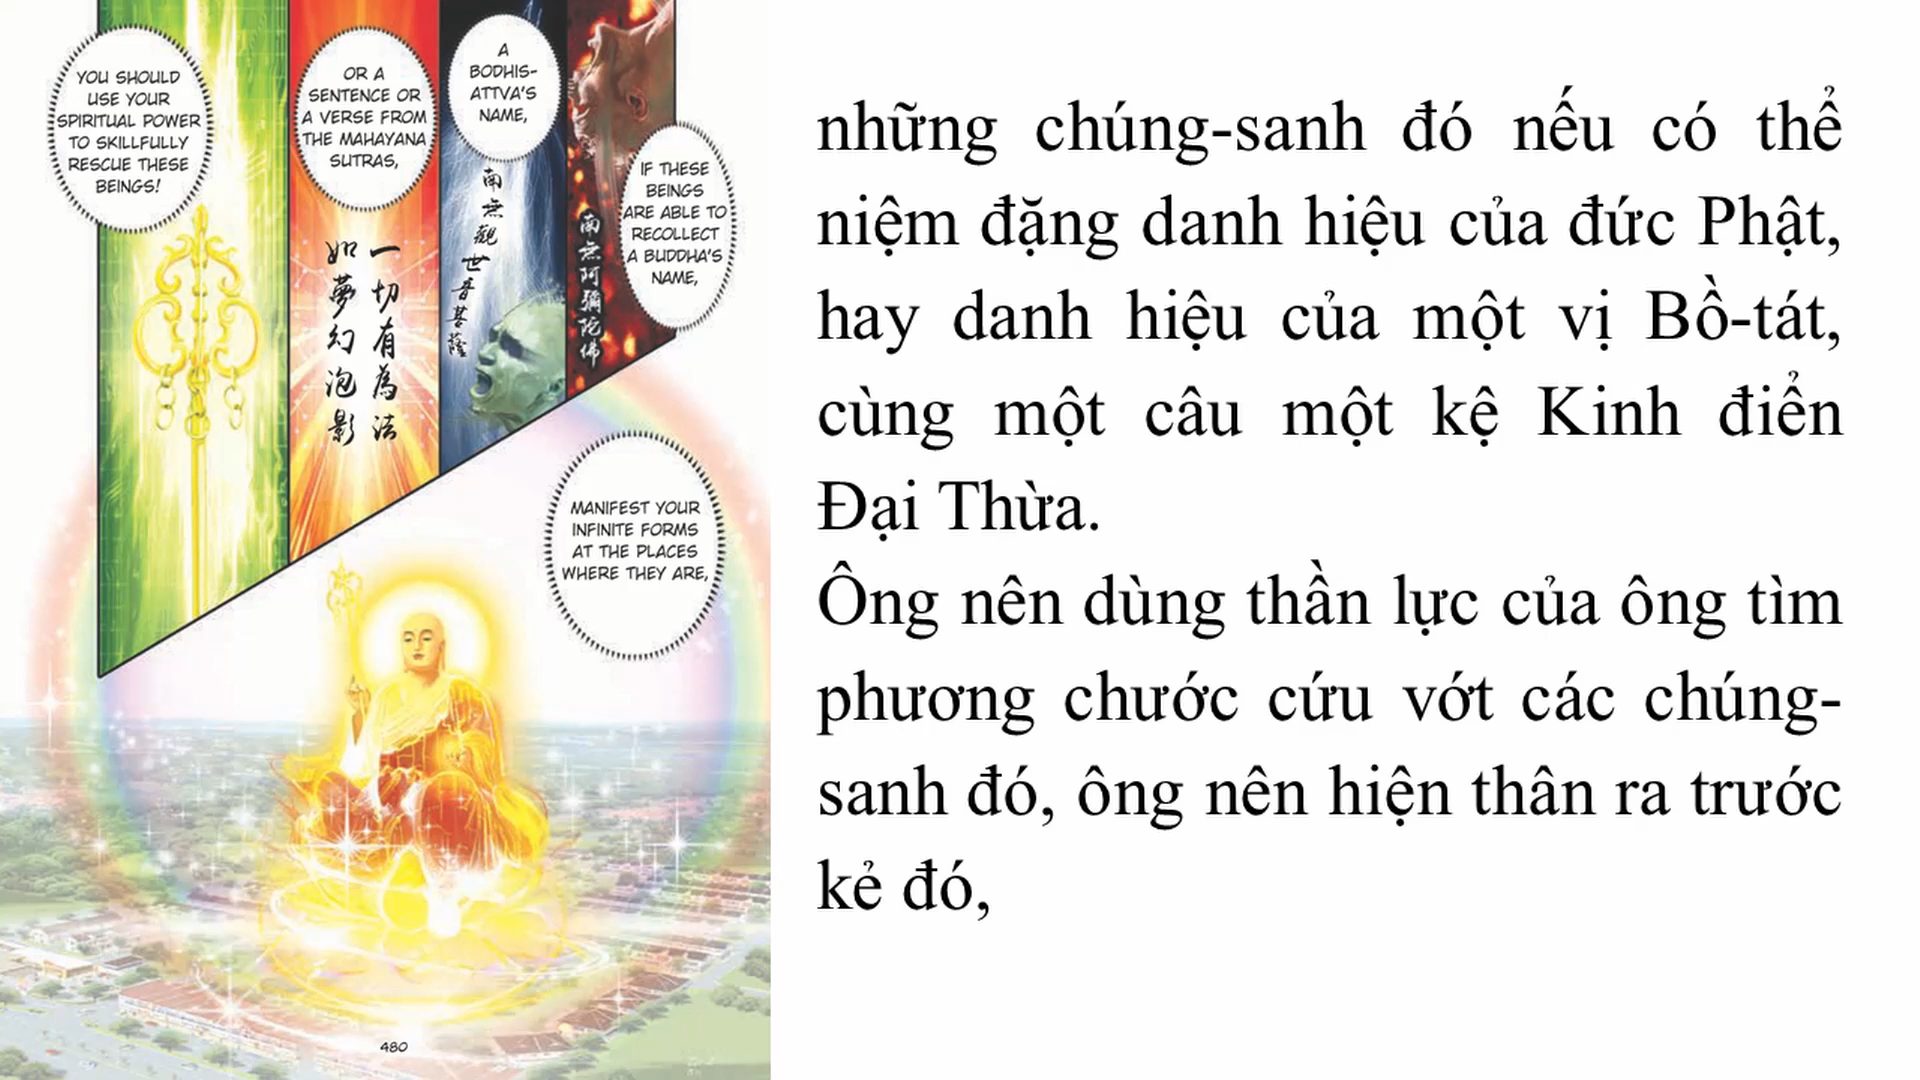 IF THESE
BEINGS
ARE ABLE TO
RECOLLECT
A BUDDHA'S
NAME,
南無阿彌陀佛
A
BODHIS-
ATTVA'S
NAME,
南無觀世音菩薩
OR A
SENTENCE OR
A VERSE FROM
THE MAHAYANA
SUTRAS,
一切有為法
如夢幻泡影
YOU SHOULD
USE YOUR
SPIRITUAL POWER
TO SKILLFULLY
RESCUE THESE
BEINGS!
MANIFEST YOUR
INFINITE FORMS
AT THE PLACES
WHERE THEY ARE,
480
những chúng-sanh đó nếu có thể
niệm đặng danh hiệu của đức Phật,
hay danh hiệu của một vị Bồ-tát,
cùng một câu một kệ Kinh điển
Đại Thừa.
Ông nên dùng thần lực của ông tìm
phương chước cứu vớt các chúng-
sanh đó, ông nên hiện thân ra trước
kẻ đó,